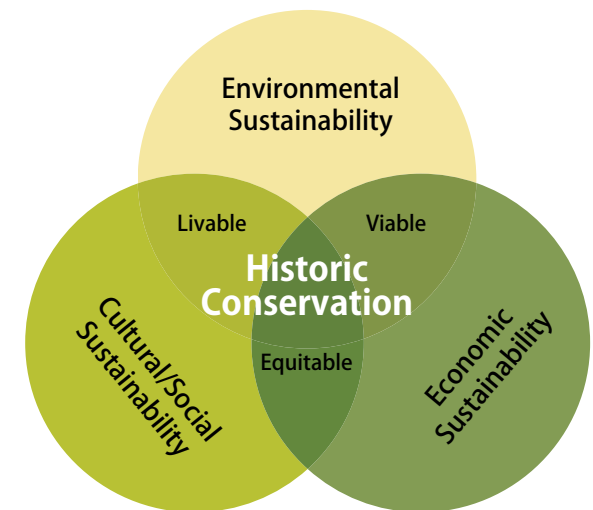 Environmental
Sustainability
Livable
Viable
Historic
Conservation
Cultural/Social
Sustainability
Equitable
Economic
Sustainability